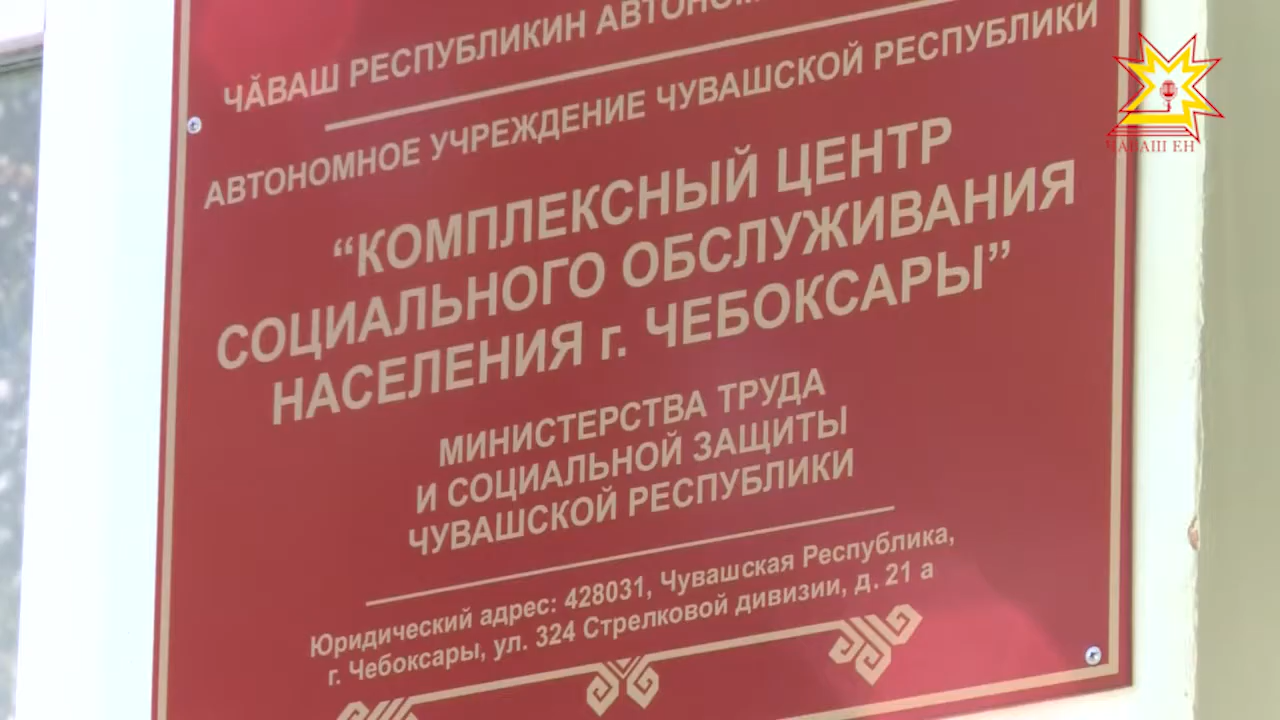 ЧӐВАШ РЕСПУБЛИКИН
АВТОНОМНОЕ УЧРЕЖДЕНИЕ ЧУВАШСКОЙ РЕСПУБЛИКИ
“КОМПЛЕКСНЫЙ ЦЕНТР
СОЦИАЛЬНОГО ОБСЛУЖИВАНИЯ
НАСЕЛЕНИЯ г. ЧЕБОКСАРЫ”
МИНИСТЕРСТВА ТРУДА
И СОЦИАЛЬНОЙ ЗАЩИТЫ
ЧУВАШСКОЙ РЕСПУБЛИКИ
Юридический адрес: 428031, Чувашская Республика,
г. Чебоксары, ул. 324 Стрелковой дивизии, д. 21 а
ЧӐВАШ ЕН